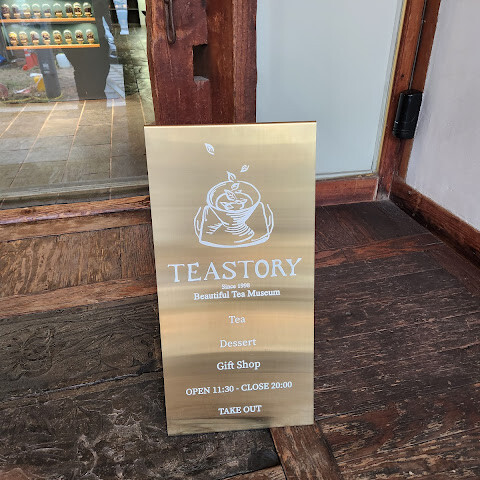 TEASTORY
Since 1998
Beautiful Tea Museum
Tea
Dessert
Gift Shop
OPEN 11:30 - CLOSE 20:00
TAKE OUT